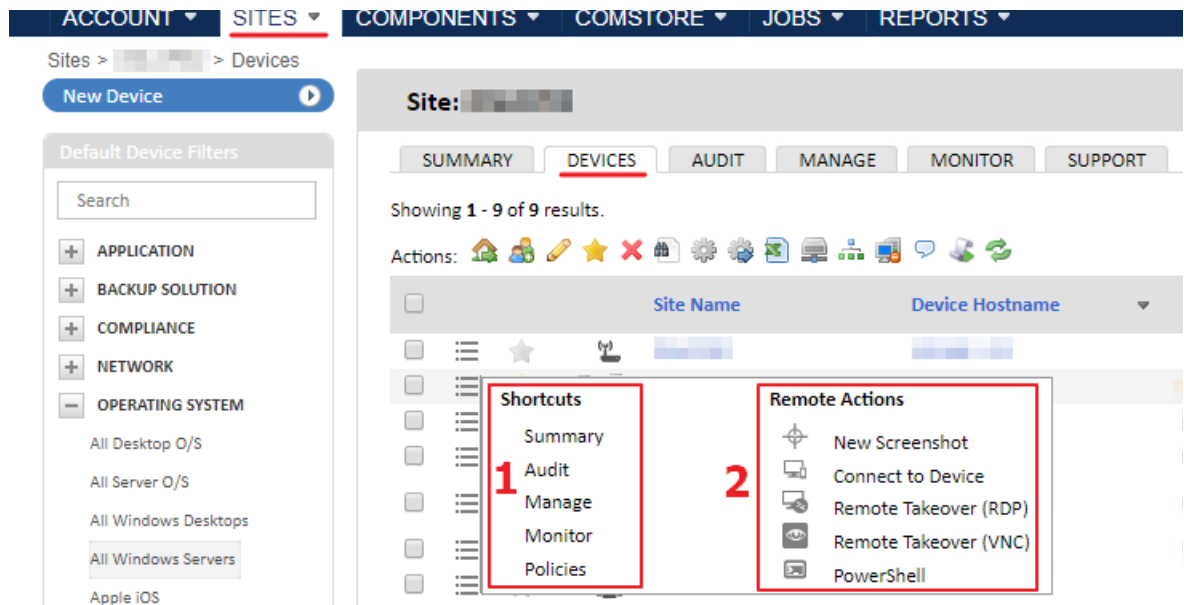 ACCOUNT SITES COMPONENTS COMSTORE JOBS REPORTS
Sites > > Devices
New Device
Default Device Filters
Search
APPLICATION
BACKUP SOLUTION
COMPLIANCE
NETWORK
OPERATING SYSTEM
All Desktop O/S
All Server O/S
All Windows Desktops
All Windows Servers
Apple iOS
Site:
SUMMARY DEVICES AUDIT MANAGE MONITOR SUPPORT
Showing 1 - 9 of 9 results.
Actions:
Site Name Device Hostname
Shortcuts
Summary
Audit
Manage
Monitor
Policies
1
Remote Actions
New Screenshot
Connect to Device
Remote Takeover (RDP)
Remote Takeover (VNC)
PowerShell
2